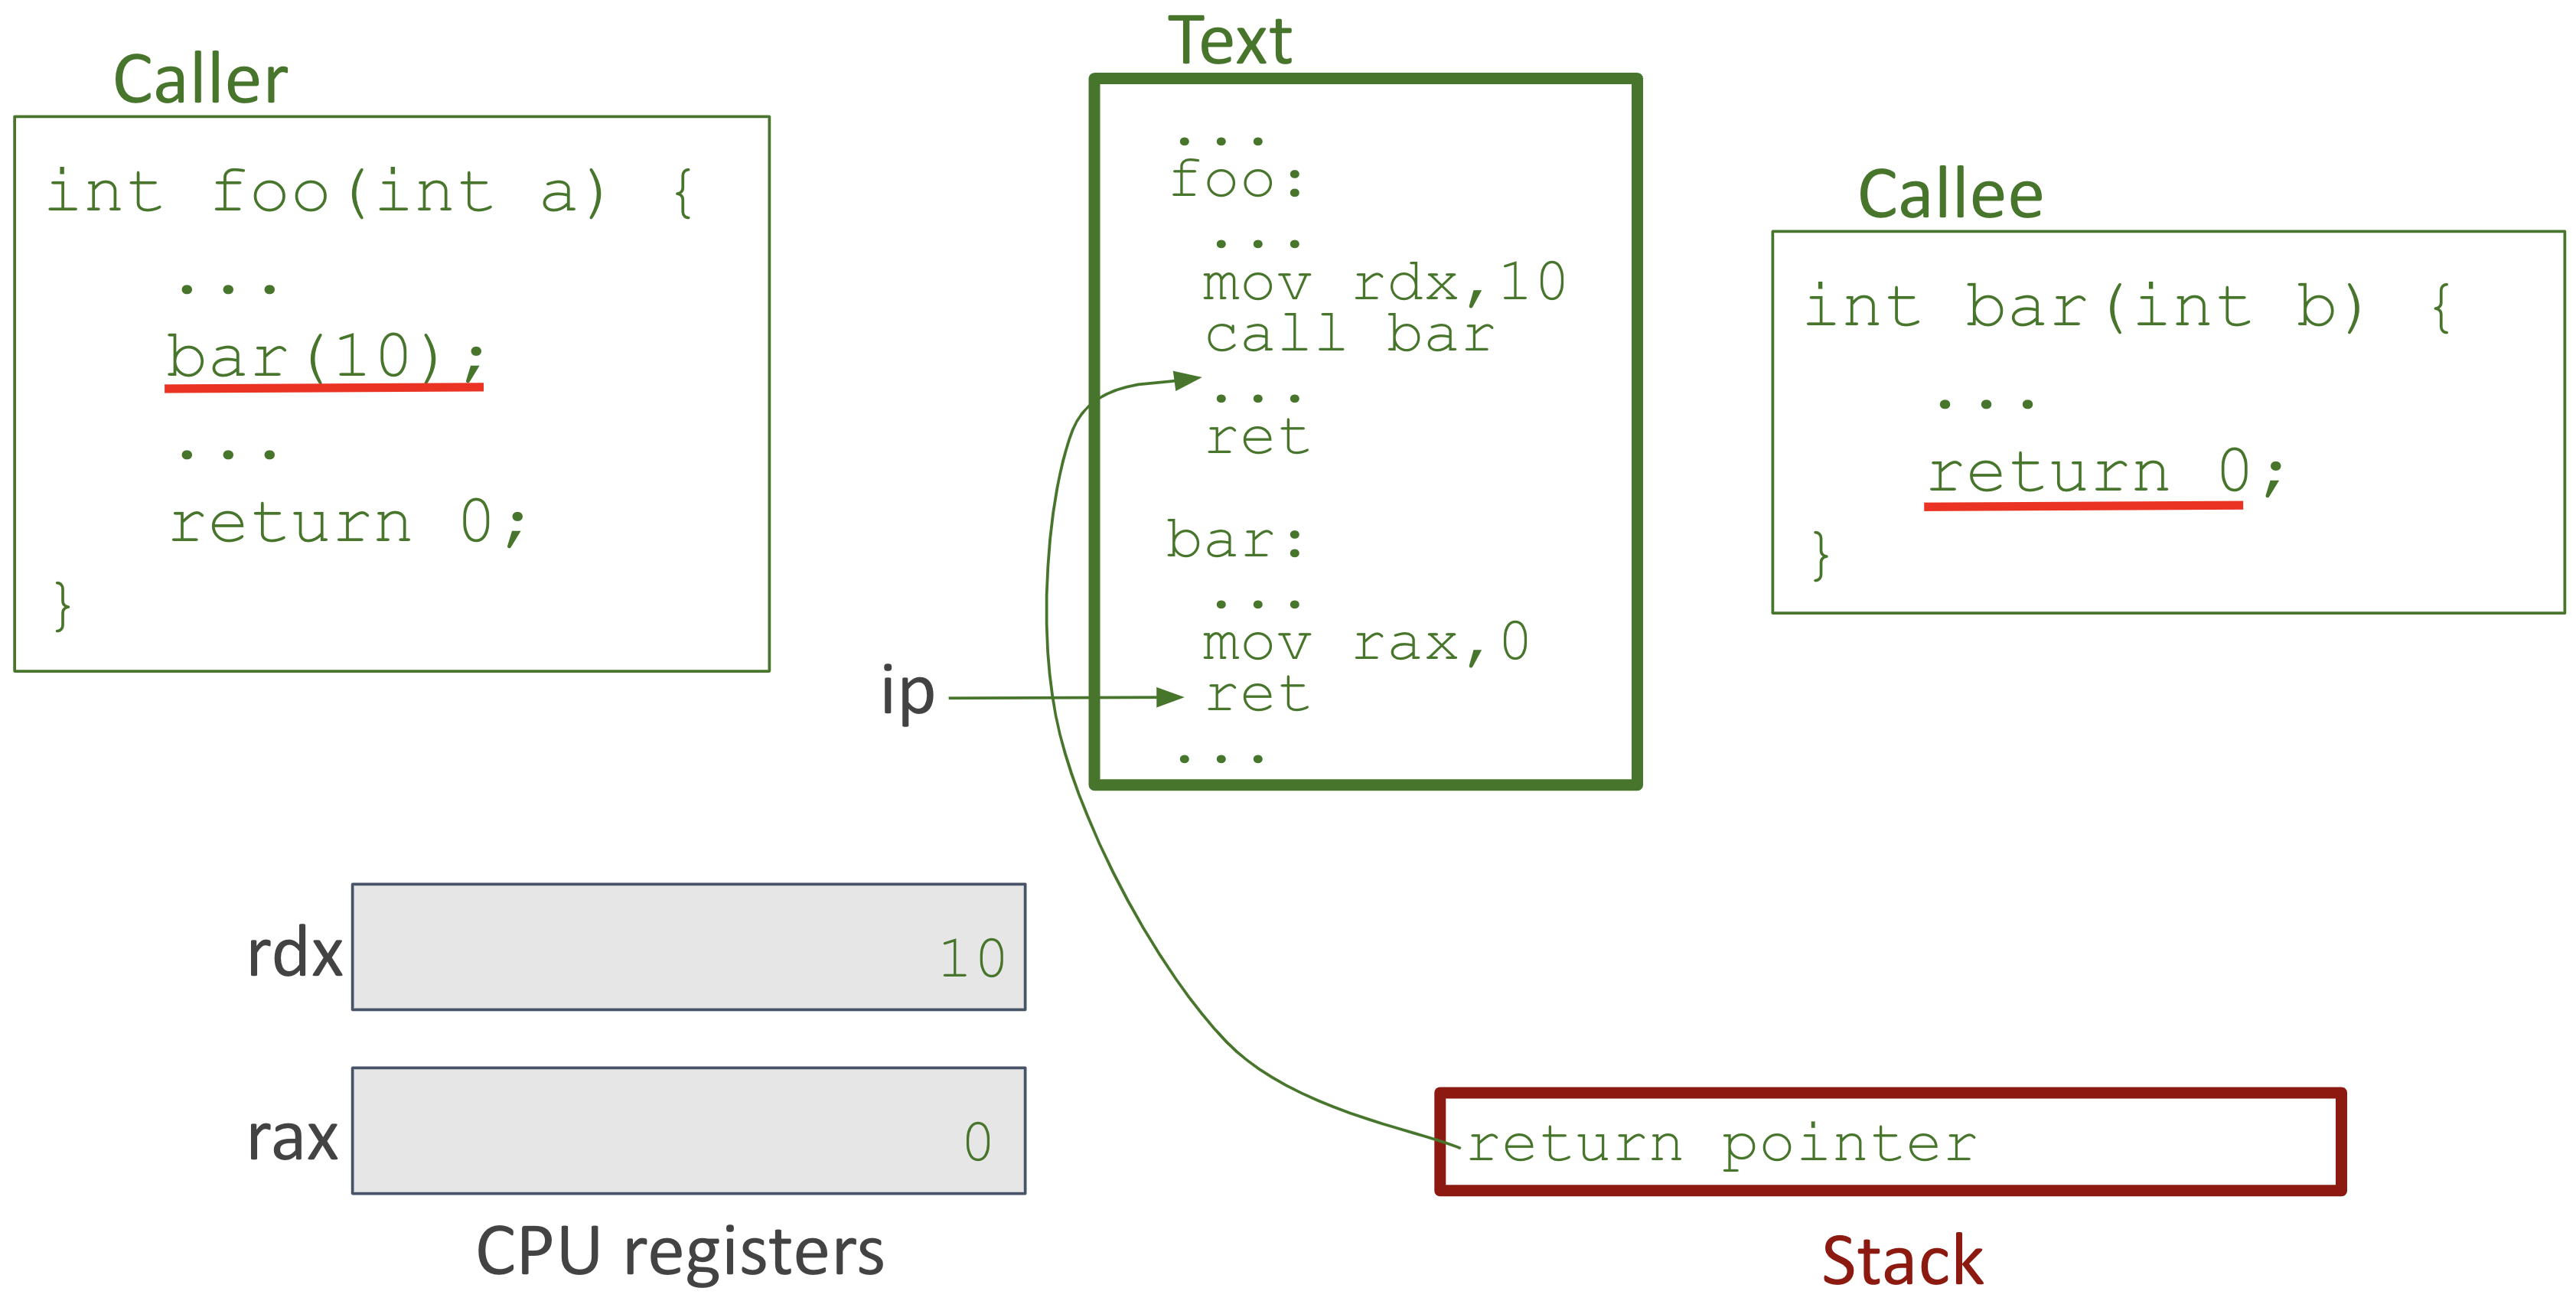 Caller
int foo(int a) {
...
bar(10);
...
return 0;
}
Text
...
foo:
...
mov rdx,10
call bar
...
ret
bar:
...
mov rax,0
ret
...
ip
Callee
int bar(int b) {
...
return 0;
}
rdx
10
rax
0
CPU registers
return pointer
Stack